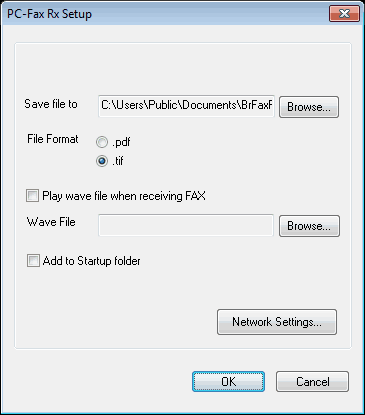 PC-Fax Rx Setup
Save file to C:\Users\Public\Documents\BrFaxF Browse...
File Format .pdf
.tif
Play wave file when receiving FAX
Wave File Browse...
Add to Startup folder
Network Settings...
OK Cancel